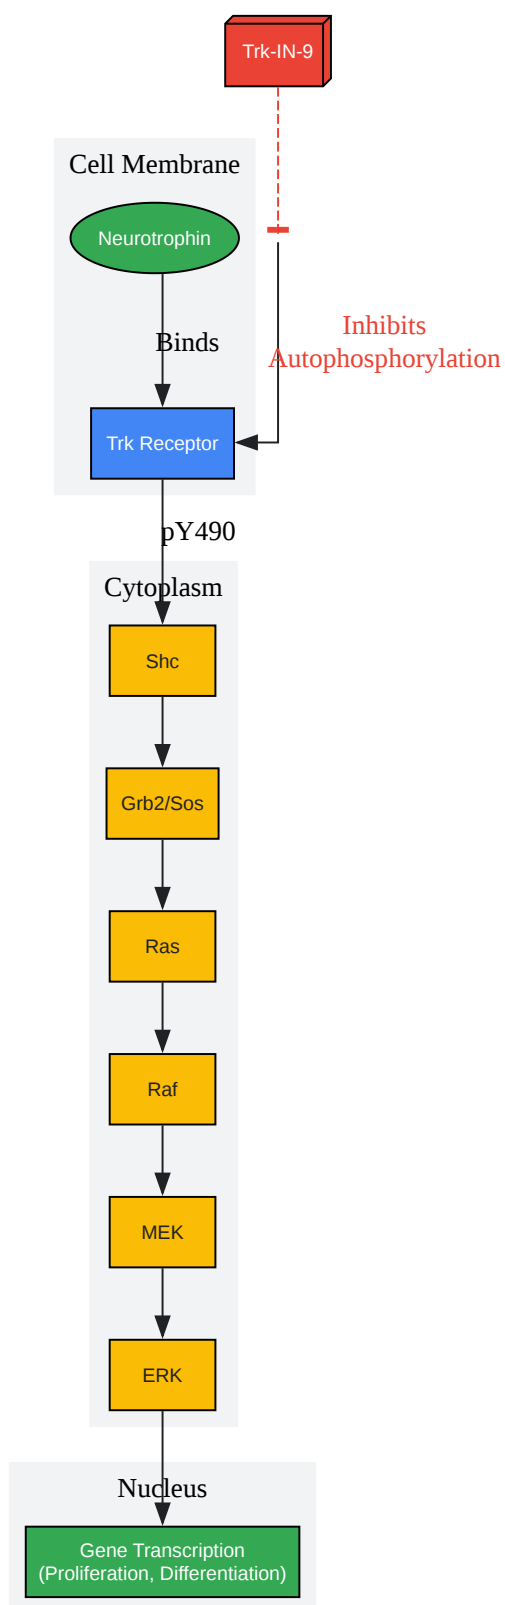 Trk-IN-9
Cell Membrane
Neurotrophin
Inhibits
Autophosphorylation
Binds
Trk Receptor
pY490
Cytoplasm
Shc
Grb2/Sos
Ras
Raf
MEK
ERK
Nucleus
Gene Transcription
(Proliferation, Differentiation)